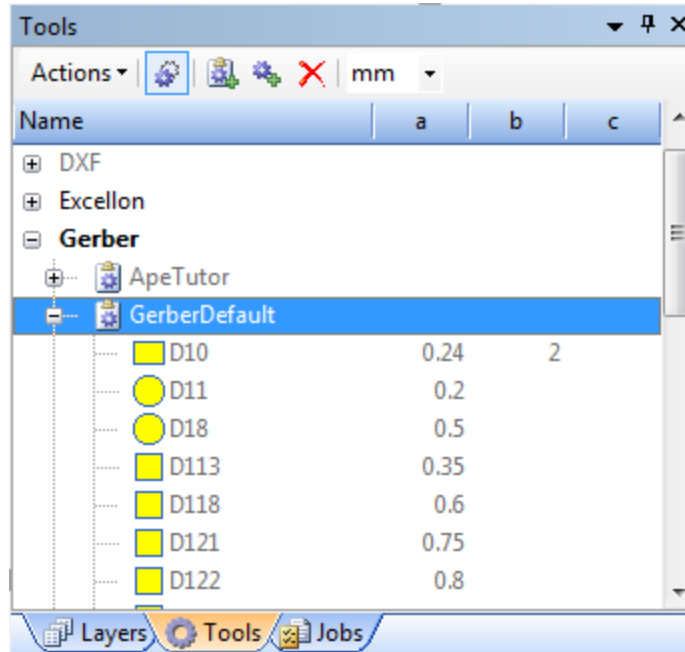 Tools
Actions mm
Name a b c
DXF
Excellon
Gerber
ApeTutor
GerberDefault
D10 0.24 2
D11 0.2
D18 0.5
D113 0.35
D118 0.6
D121 0.75
D122 0.8
Layers Tools Jobs